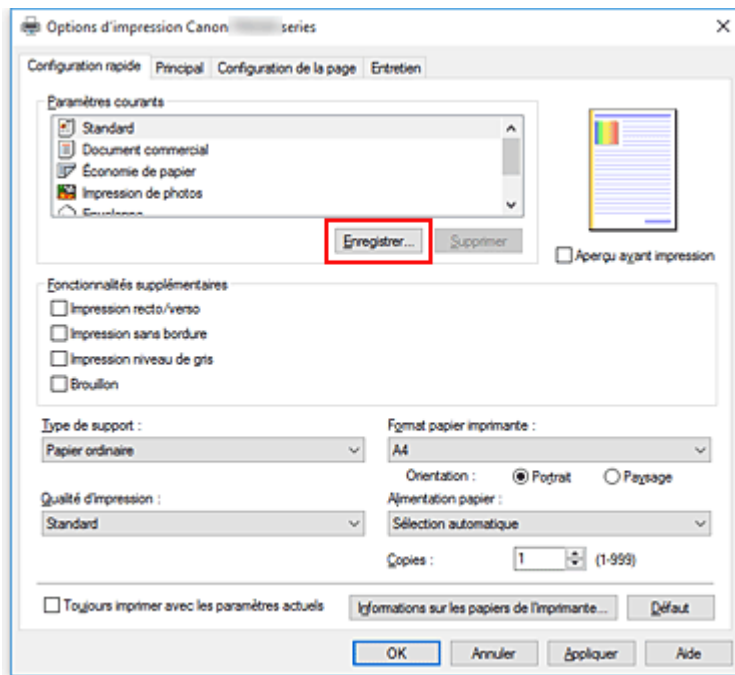 Options d'impression Canon series
Configuration rapide Principal Configuration de la page Entretien
Paramètres courants
Standard
Document commercial
Économie de papier
Impression de photos
Enregistrer... Supprimer
Aperçu avant impression
Fonctionnalités supplémentaires
Impression recto/verso
Impression sans bordure
Impression niveau de gris
Brouillon
Type de support : Format papier imprimante :
Papier ordinaire A4
Orientation : Portrait Paysage
Qualité d'impression : Alimentation papier :
Standard Sélection automatique
Copies : 1 (1-999)
Toujours imprimer avec les paramètres actuels Informations sur les papiers de l'imprimante... Défaut
OK Annuler Appliquer Aide